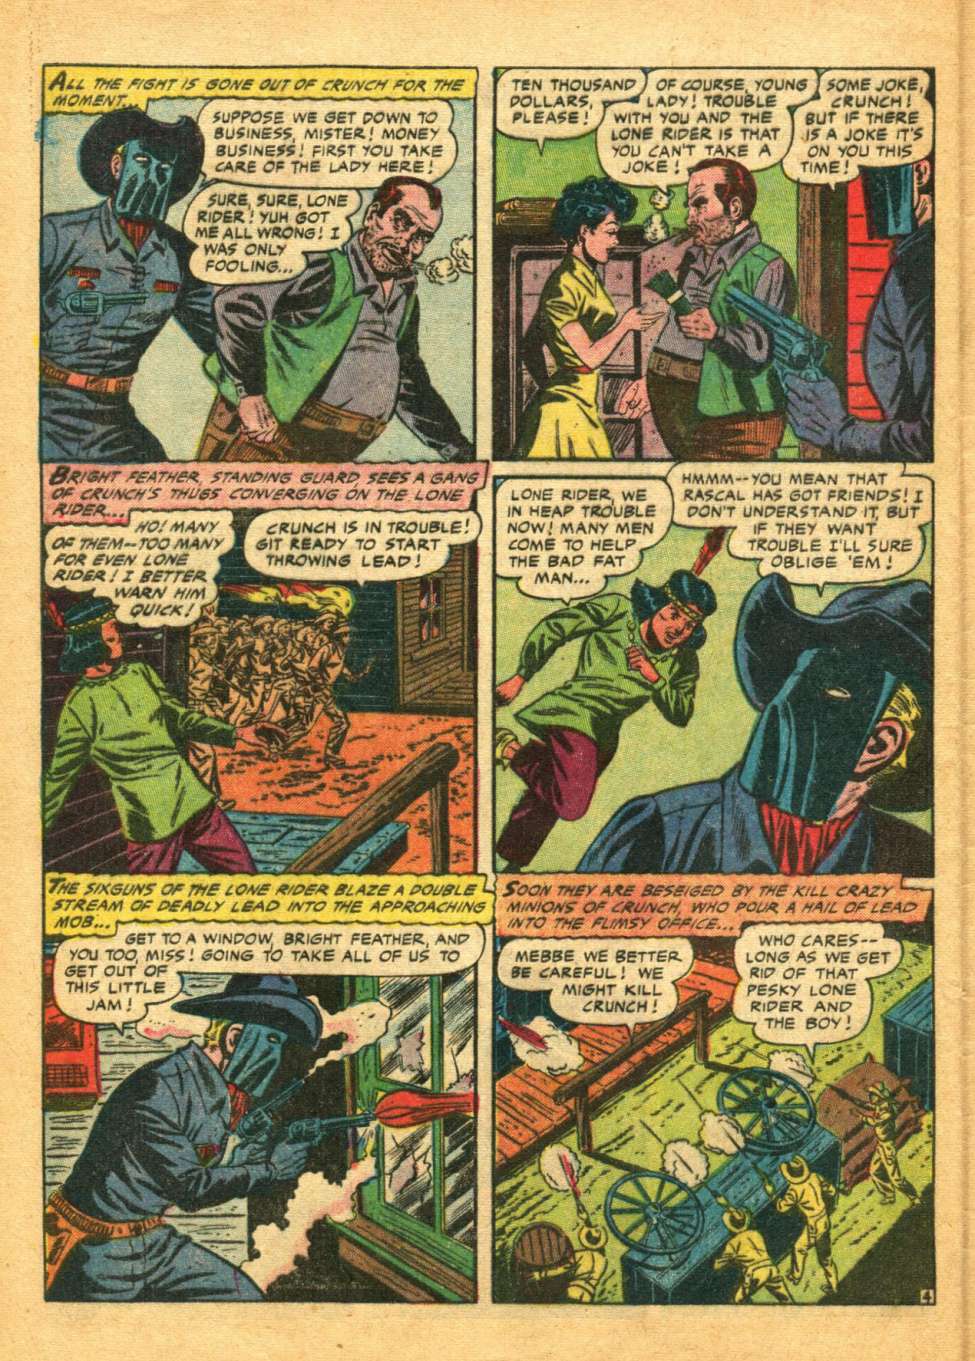 ALL THE FIGHT IS GONE OUT OF CRUNCH FOR THE
MOMENT...
SUPPOSE WE GET DOWN TO
BUSINESS, MISTER! MONEY
BUSINESS! FIRST YOU TAKE
CARE OF THE LADY HERE!
SURE, SURE, LONE
RIDER! YUH GOT
ME ALL WRONG! I
WAS ONLY
FOOLING...
TEN THOUSAND
DOLLARS,
PLEASE!
OF COURSE, YOUNG
LADY! TROUBLE
WITH YOU AND THE
LONE RIDER IS THAT
YOU CAN'T TAKE A
JOKE!
SOME JOKE,
CRUNCH!
BUT IF THERE
IS A JOKE IT'S
ON YOU THIS
TIME!
BRIGHT FEATHER, STANDING GUARD, SEES A GANG
OF CRUNCH'S THUGS CONVERGING ON THE LONE
RIDER...
HO! MANY
OF THEM--TOO MANY
FOR EVEN LONE
RIDER! I BETTER
WARN HIM
QUICK!
CRUNCH IS IN TROUBLE!
GIT READY TO START
THROWING LEAD!
LONE RIDER, WE
IN HEAP TROUBLE
NOW! MANY MEN
COME TO HELP
THE BAD FAT
MAN...
HMMM--YOU MEAN THAT
RASCAL HAS GOT FRIENDS! I
DON'T UNDERSTAND IT, BUT
IF THEY WANT
TROUBLE I'LL SURE
OBLIGE 'EM!
THE SIXGUNS OF THE LONE RIDER BLAZE A DOUBLE
STREAM OF DEADLY LEAD INTO THE APPROACHING
MOB...
GET TO A WINDOW, BRIGHT FEATHER, AND
YOU TOO, MISS! GOING TO TAKE ALL OF US TO
GET OUT OF
THIS LITTLE
JAM!
SOON THEY ARE BESEIGED BY THE KILL CRAZY
MINIONS OF CRUNCH, WHO POUR A HAIL OF LEAD
INTO THE FLIMSY OFFICE...
MEBBE WE BETTER
BE CAREFUL! WE
MIGHT KILL
CRUNCH!
WHO CARES--
LONG AS WE GET
RID OF THAT
PESKY LONE
RIDER AND
THE BOY!
4